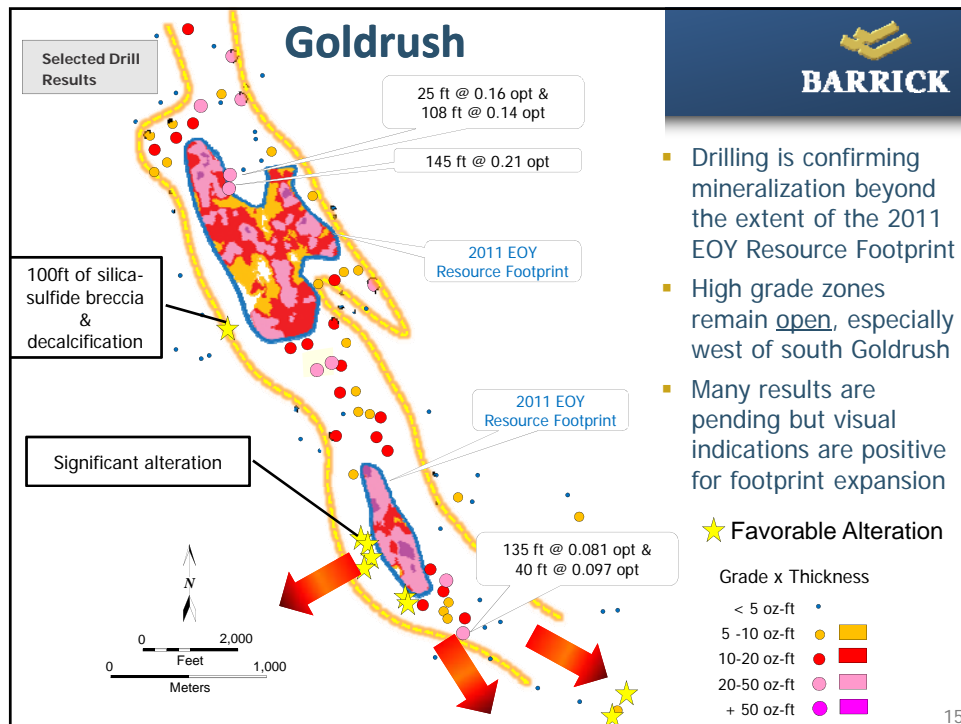 Goldrush
Selected Drill
Results
25 ft @ 0.16 opt &
108 ft @ 0.14 opt
145 ft @ 0.21 opt
2011 EOY
Resource Footprint
100ft of silica-
sulfide breccia
&
decalcification
2011 EOY
Resource Footprint
Significant alteration
135 ft @ 0.081 opt &
40 ft @ 0.097 opt
N
0 2,000
Feet
0 1,000
Meters
BARRICK
▪ Drilling is confirming
mineralization beyond
the extent of the 2011
EOY Resource Footprint
▪ High grade zones
remain open, especially
west of south Goldrush
▪ Many results are
pending but visual
indications are positive
for footprint expansion
Favorable Alteration
Grade x Thickness
< 5 oz-ft
5 -10 oz-ft
10-20 oz-ft
20-50 oz-ft
+ 50 oz-ft
15